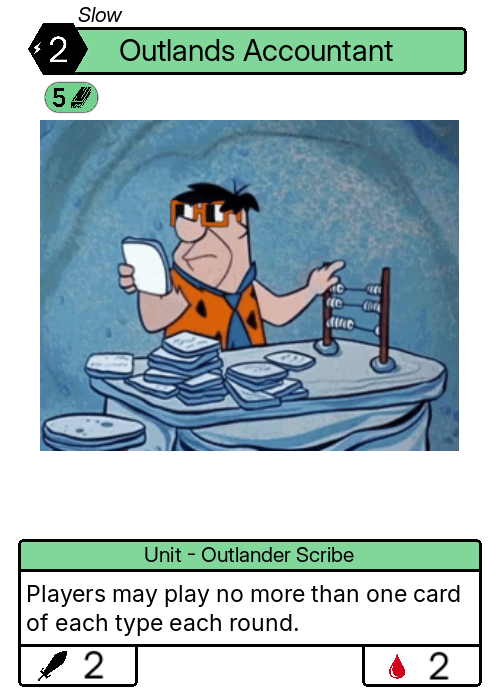 Slow
2
Outlands Accountant
5
Unit - Outlander Scribe
Players may play no more than one card
of each type each round.
2
2